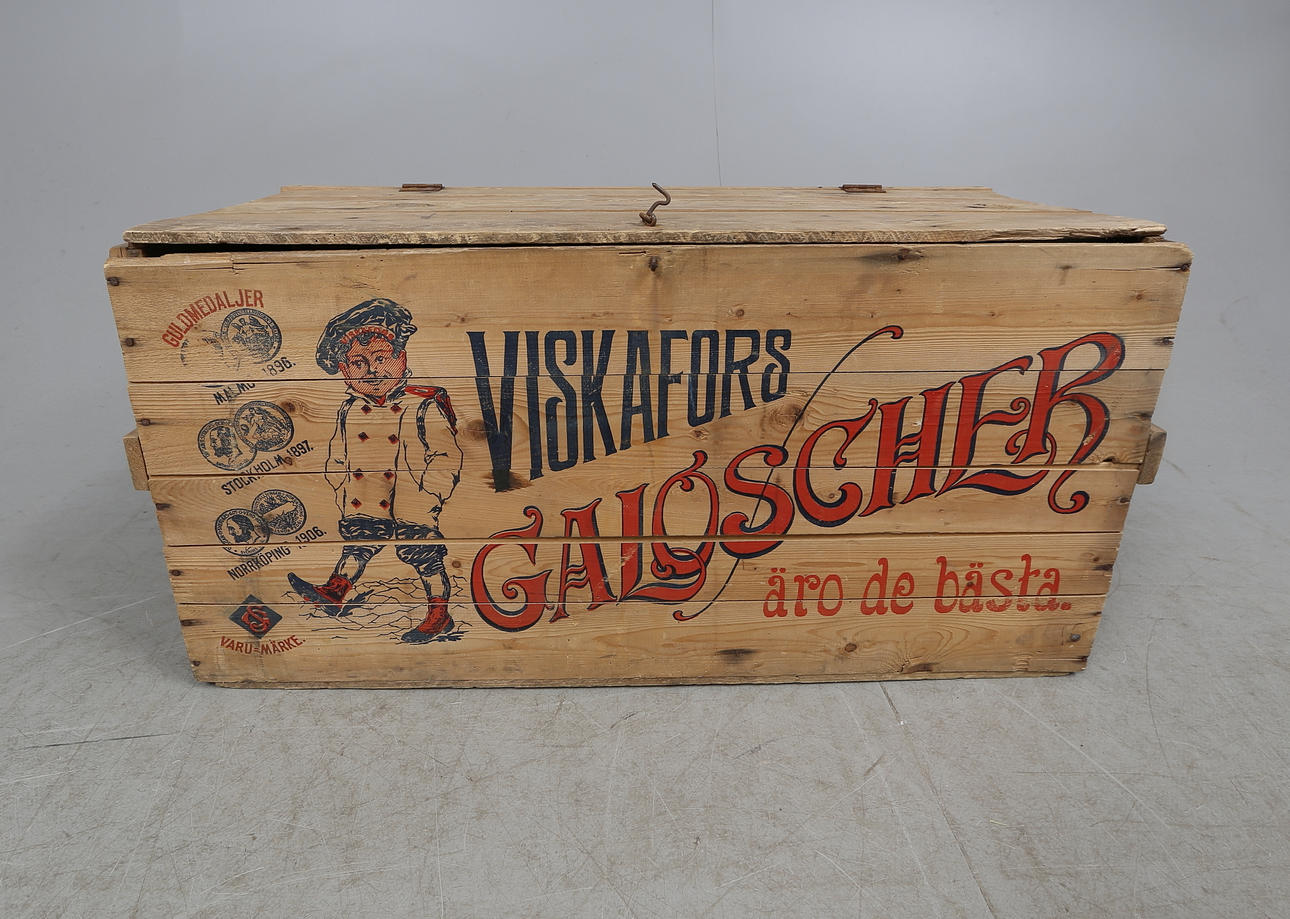 GULDMEDALJER
MALMÖ 1896.
STOCKHOLM 1897.
NORRKÖPING 1906.
VARU=MÄRKE.
VISKAFORS
GALOSCHER
äro de bästa.